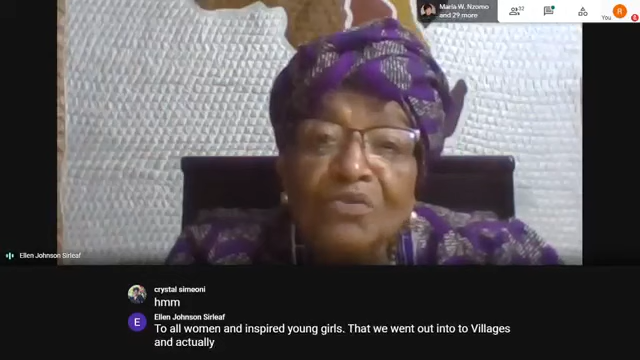 Maria W. Nzomo
and 29 more
32
You
R
Ellen Johnson Sirleaf
crystal simeoni
hmm
E
Ellen Johnson Sirleaf
To all women and inspired young girls. That we went out into to Villages
and actually